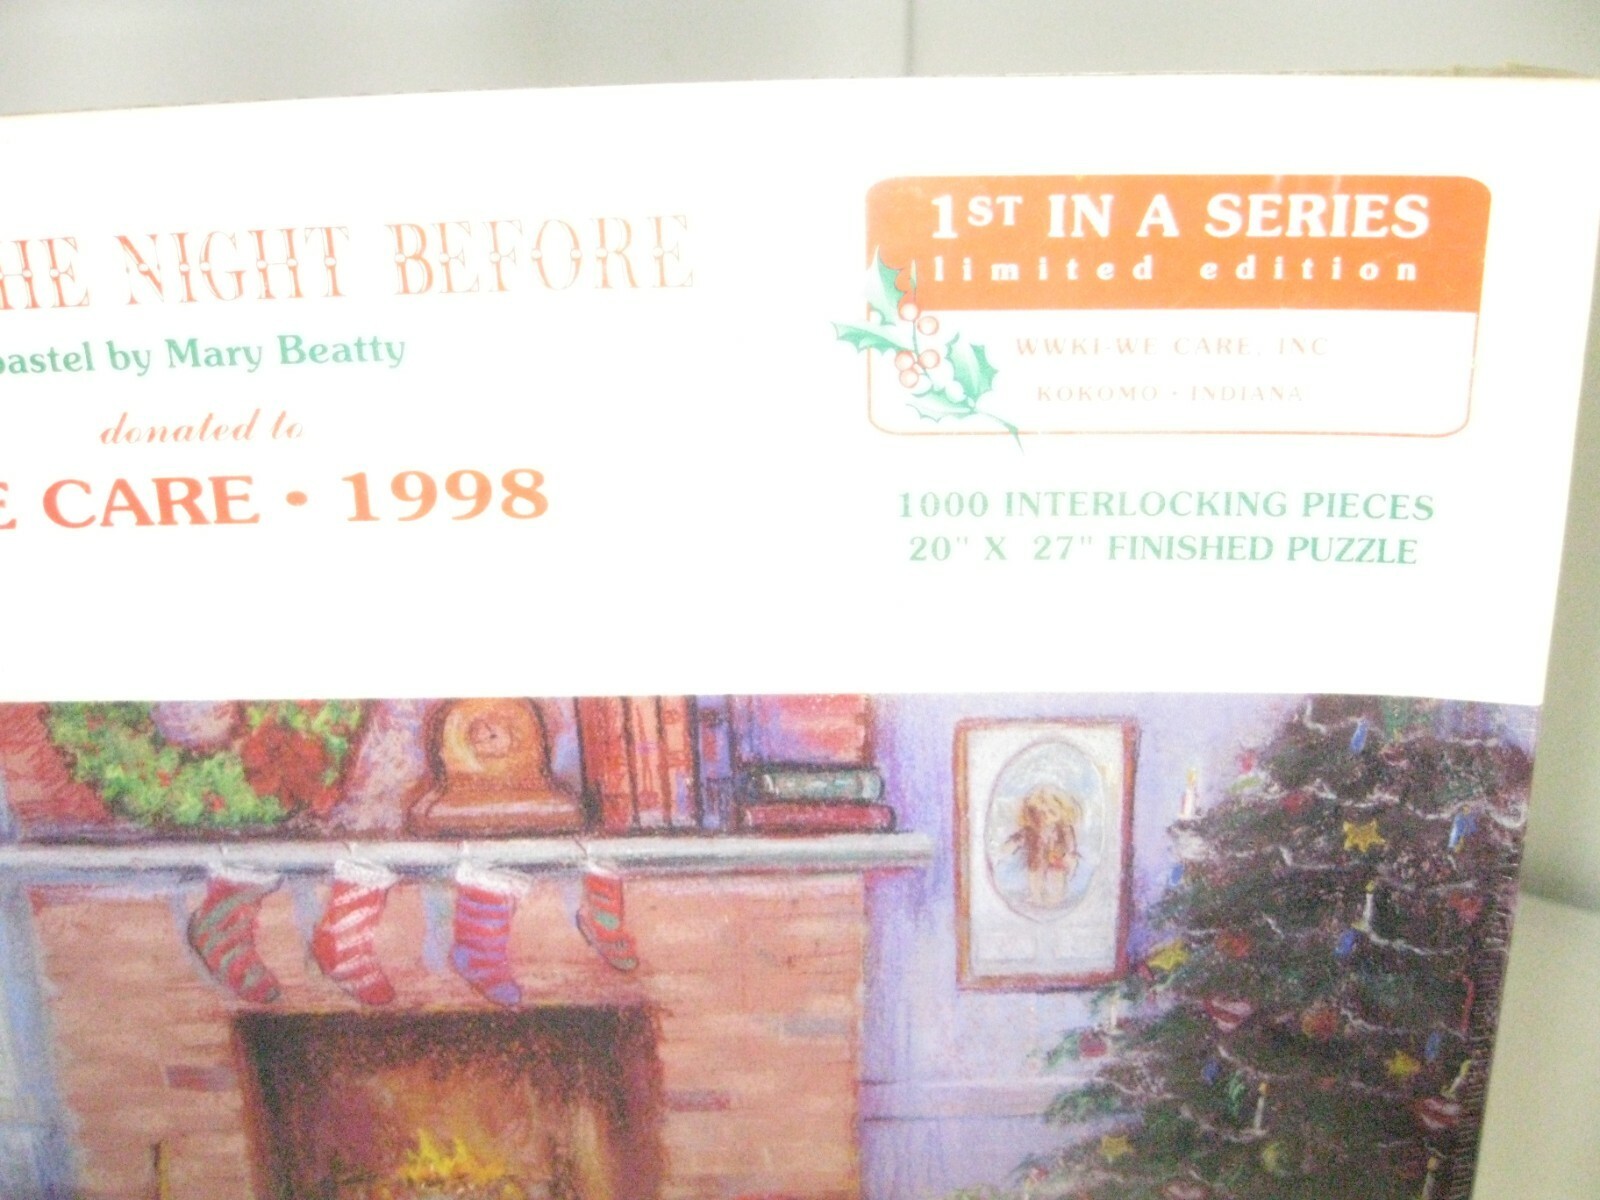 HE NIGHT BEFORE
pastel by Mary Beatty
donated to
E CARE • 1998
1ST IN A SERIES
limited edition
WWKI-WE CARE, INC
KOKOMO • INDIANA
1000 INTERLOCKING PIECES
20" X 27" FINISHED PUZZLE